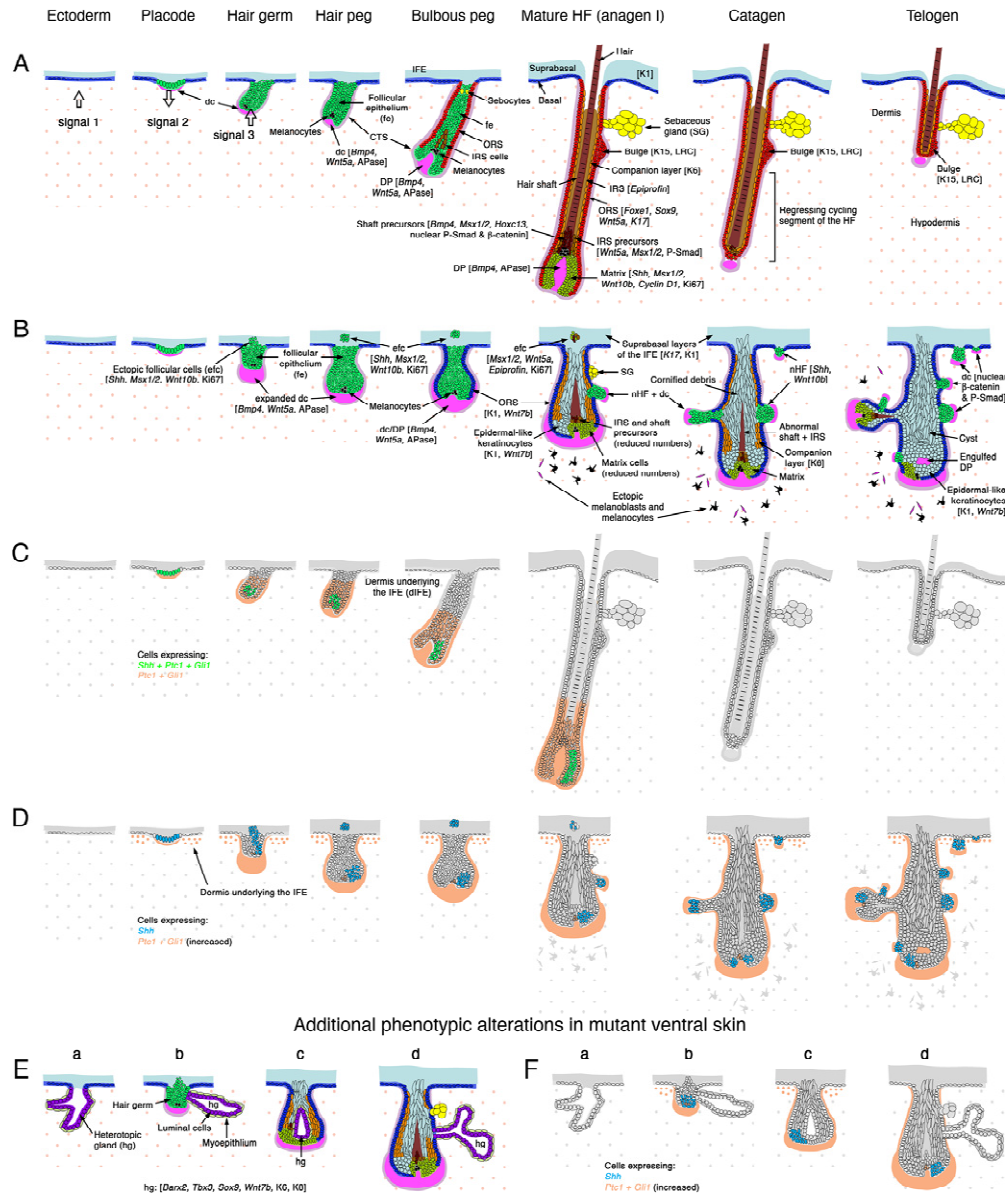 Ectoderm
Placode
Hair germ
Hair peg
Bulbous peg
Mature HF (anagen I)
Catagen
Telogen
A
signal 1
signal 2
dc
signal 3
Melanocytes
Follicular
epithelium
(fe)
dc [Bmp4,
Wnt5a, APase]
IFE
CTS
DP [Bmp4,
Wnt5a, APase]
Sebocytes
fe
ORS
IRS cells
Melanocytes
Hair
Suprabasal
[K1]
Basal
Sebaceous
gland (SG)
Bulge [K15, LRC]
Companion layer [K6]
Hair shaft
IRS [Epiprofin]
ORS [Foxe1, Sox9,
Wnt5a, K17]
Shaft precursors [Bmp4, Msx1/2, Hoxc13,
nuclear P-Smad & β-catenin]
IRS precursors
[Wnt5a, Msx1/2, P-Smad]
DP [Bmp4, APase]
Matrix [Shh, Msx1/2,
Wnt10b, Cyclin D1, Ki67]
Bulge [K15, LRC]
Regressing cycling
segment of the HF
Dermis
Bulge
[K15, LRC]
Hypodermis
B
Ectopic follicular cells (efc)
[Shh, Msx1/2, Wnt10b, Ki67]
follicular
epithelium
(fe)
expanded dc
[Bmp4, Wnt5a, APase]
Melanocytes
efc
[Shh, Msx1/2,
Wnt10b, Ki67]
dc/DP [Bmp4,
Wnt5a, APase]
efc
[Msx1/2, Wnt5a,
Epiprofin, Ki67]
ORS
[K1, Wnt7b]
Epidermal-like
keratinocytes
[K1, Wnt7b]
Suprabasal layers
of the IFE [K17, K1]
SG
nHF + dc
IRS and shaft
precursors
(reduced numbers)
Matrix cells
(reduced numbers)
Ectopic
melanoblasts and
melanocytes
Cornified debris
nHF [Shh,
Wnt10b]
Abnormal
shaft + IRS
Companion
layer [K6]
Matrix
dc [nuclear
β-catenin
& P-Smad]
Cyst
Engulfed
DP
Epidermal-like
keratinocytes
[K1, Wnt7b]
C
Dermis underlying
the IFE (dIFE)
Cells expressing:
Shh + Ptc1 + Gli1
Ptc1 + Gli1
D
Dermis underlying the IFE
Cells expressing:
Shh
Ptc1 + Gli1 (increased)
Additional phenotypic alterations in mutant ventral skin
E
a
b
c
d
Hair germ
hg
Luminal cells
Heterotopic
gland (hg)
Myoepithlium
hg
hg
hg: [Barx2, Tbx3, Sox9, Wnt7b, K6, K8]
F
a
b
c
d
Cells expressing:
Shh
Ptc1 + Gli1 (increased)